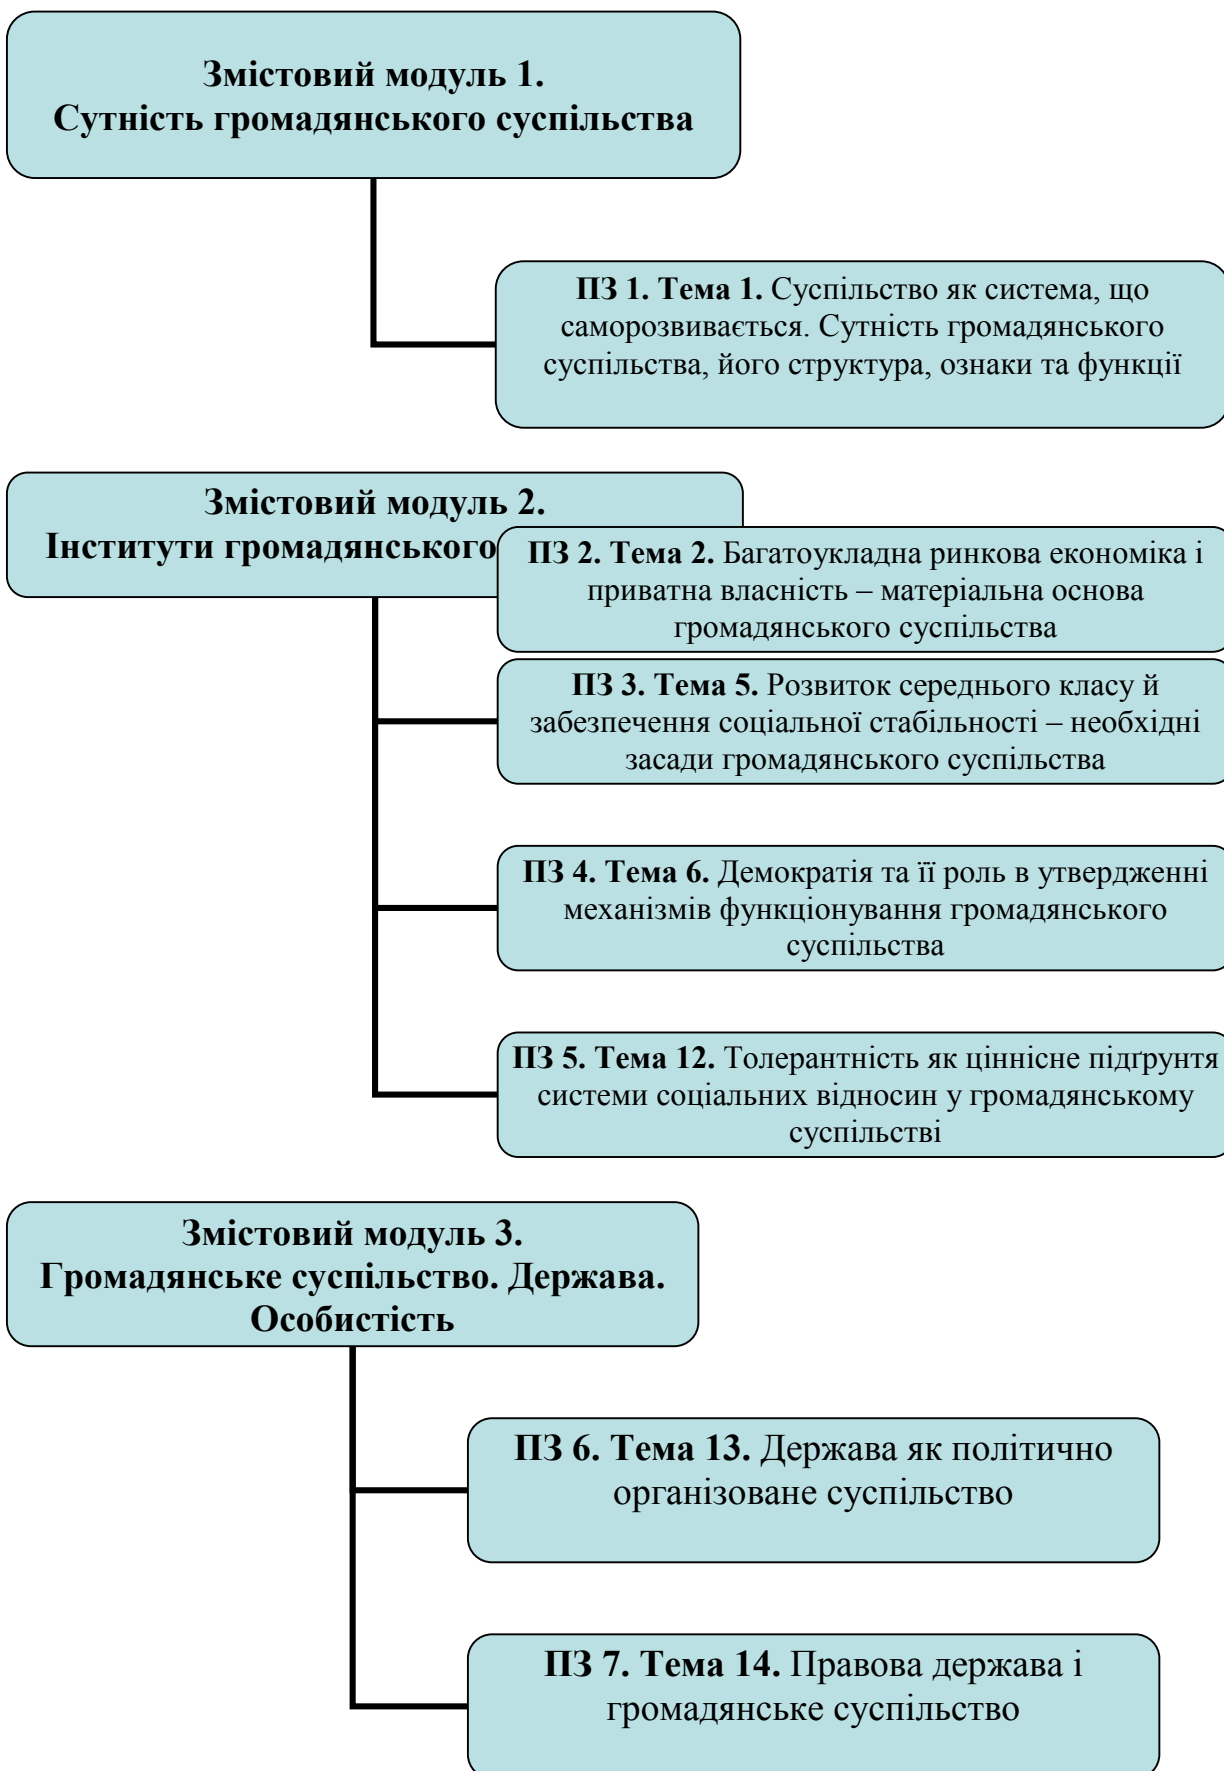 Змістовий модуль 1.
Сутність громадянського суспільства
ПЗ 1. Тема 1. Суспільство як система, що
саморозвивається. Сутність громадянського
суспільства, його структура, ознаки та функції
Змістовий модуль 2.
Інститути громадянського
ПЗ 2. Тема 2. Багатоукладна ринкова економіка і
приватна власність – матеріальна основа
громадянського суспільства
ПЗ 3. Тема 5. Розвиток середнього класу й
забезпечення соціальної стабільності – необхідні
засади громадянського суспільства
ПЗ 4. Тема 6. Демократія та її роль в утвердженні
механізмів функціонування громадянського
суспільства
ПЗ 5. Тема 12. Толерантність як ціннісне підґрунтя
системи соціальних відносин у громадянському
суспільстві
Змістовий модуль 3.
Громадянське суспільство. Держава.
Особистість
ПЗ 6. Тема 13. Держава як політично
організоване суспільство
ПЗ 7. Тема 14. Правова держава і
громадянське суспільство